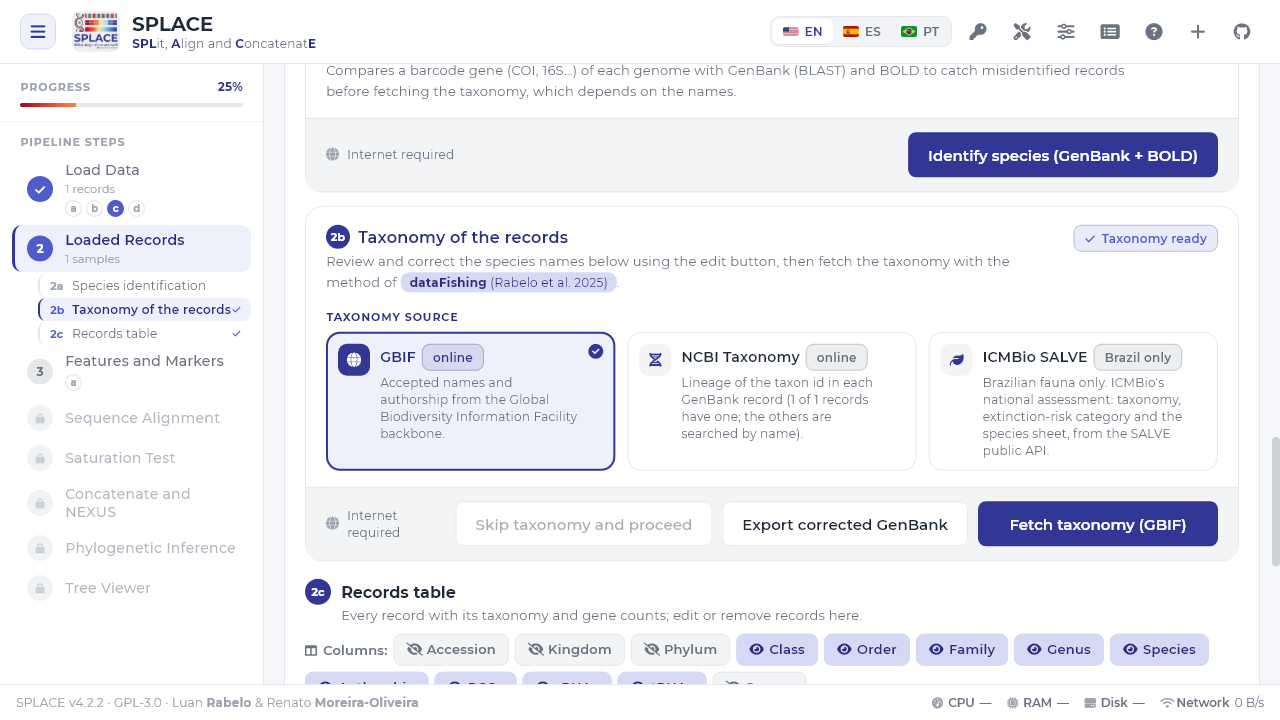 SPLACE
SPLit, Align and ConcatenatE
EN
ES
PT
PROGRESS
25%
PIPELINE STEPS
Load Data
1 records
a b c d
2
Loaded Records
1 samples
2a Species identification
2b Taxonomy of the records
2c Records table
3
Features and Markers
a
Sequence Alignment
Saturation Test
Concatenate and
NEXUS
Phylogenetic Inference
Tree Viewer
Compares a barcode gene (COI, 16S…) of each genome with GenBank (BLAST) and BOLD to catch misidentified records
before fetching the taxonomy, which depends on the names.
Internet required
Identify species (GenBank + BOLD)
2b Taxonomy of the records
Taxonomy ready
Review and correct the species names below using the edit button, then fetch the taxonomy with the
method of dataFishing (Rabelo et al. 2025).
TAXONOMY SOURCE
GBIF online
Accepted names and
authorship from the Global
Biodiversity Information Facility
backbone.
NCBI Taxonomy online
Lineage of the taxon id in each
GenBank record (1 of 1 records
have one; the others are
searched by name).
ICMBio SALVE Brazil only
Brazilian fauna only. ICMBio's
national assessment: taxonomy,
extinction-risk category and the
species sheet, from the SALVE
public API.
Internet
required
Skip taxonomy and proceed
Export corrected GenBank
Fetch taxonomy (GBIF)
2c Records table
Every record with its taxonomy and gene counts; edit or remove records here.
Columns: Accession Kingdom Phylum Class Order Family Genus Species
SPLACE v4.2.2 · GPL-3.0 · Luan Rabelo & Renato Moreira-Oliveira
CPU — RAM — Disk — Network 0 B/s